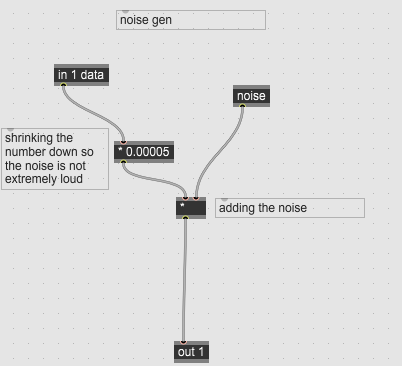 noise gen
in 1 data
noise
shrinking the
number down so
the noise is not
extremely loud
* 0.00005
*
adding the noise
out 1